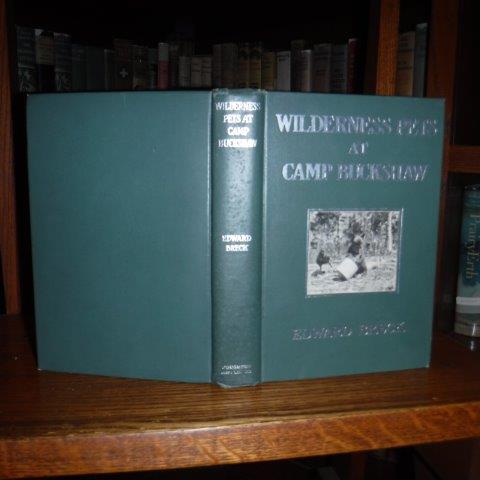 WILDERNESS
PETS AT
CAMP
BUCKSHAW
EDWARD
BRECK
WILDERNESS PETS
AT
CAMP BUCKSHAW
EDWARD BRECK